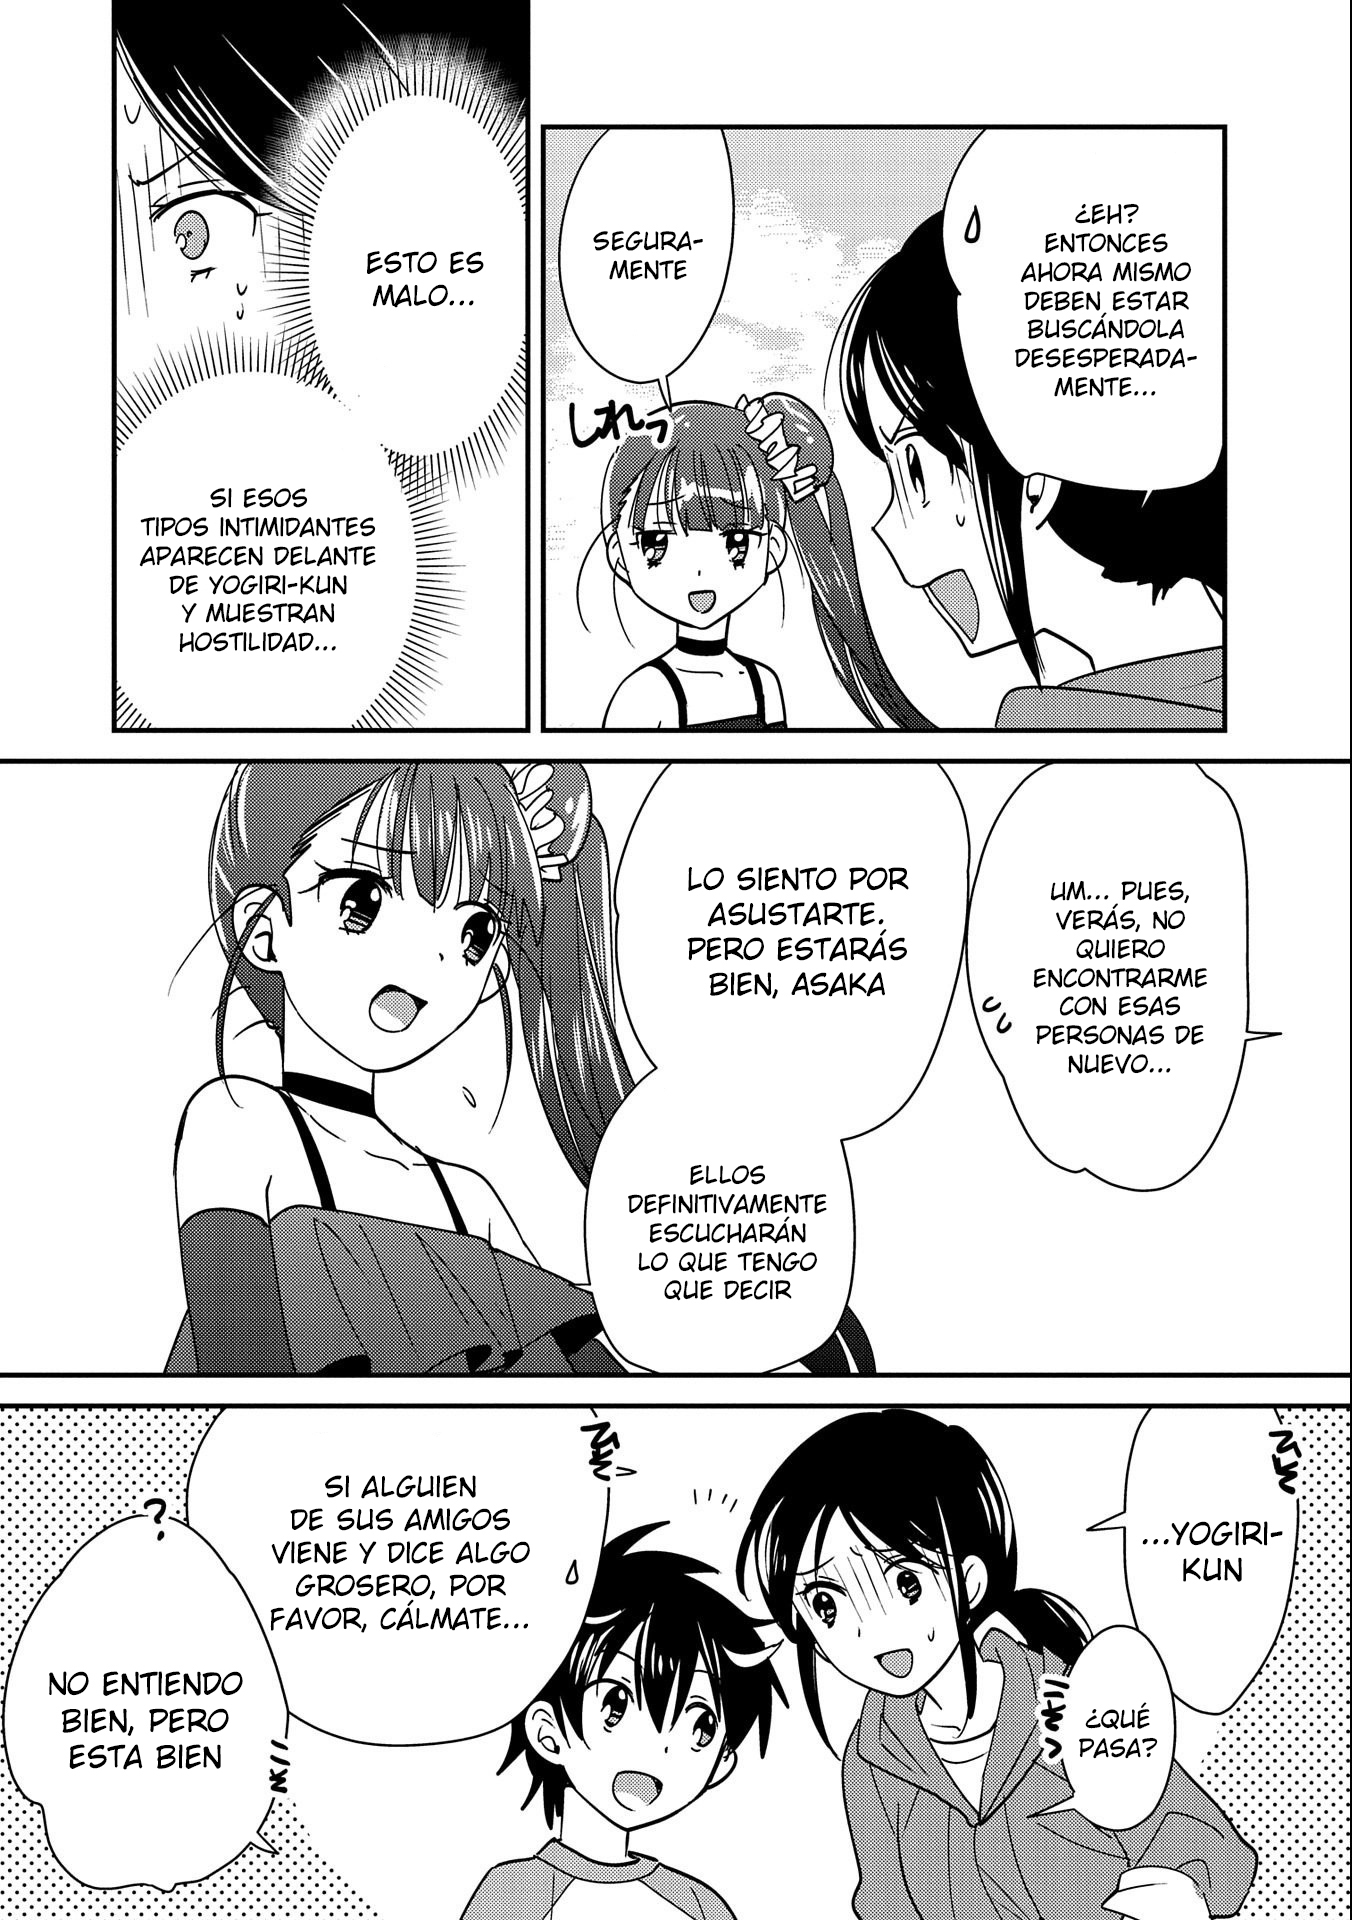 ¿EH?
ENTONCES
AHORA MISMO
DEBEN ESTAR
BUSCÁNDOLA
DESESPERADA-
MENTE...
SEGURA-
MENTE
しれっ
ESTO ES
MALO...
SI ESOS
TIPOS INTIMIDANTES
APARECEN DELANTE
DE YOGIRI-KUN
Y MUESTRAN
HOSTILIDAD...
UM... PUES,
VERÁS, NO
QUIERO
ENCONTRARME
CON ESAS
PERSONAS DE
NUEVO...
LO SIENTO POR
ASUSTARTE.
PERO ESTARÁS
BIEN, ASAKA
ELLOS
DEFINITIVAMENTE
ESCUCHARÁN
LO QUE TENGO
QUE DECIR
...YOGIRI-
KUN
¿QUÉ
PASA?
SI ALGUIEN
DE SUS AMIGOS
VIENE Y DICE ALGO
GROSERO, POR
FAVOR, CÁLMATE...
?
NO ENTIENDO
BIEN, PERO
ESTA BIEN